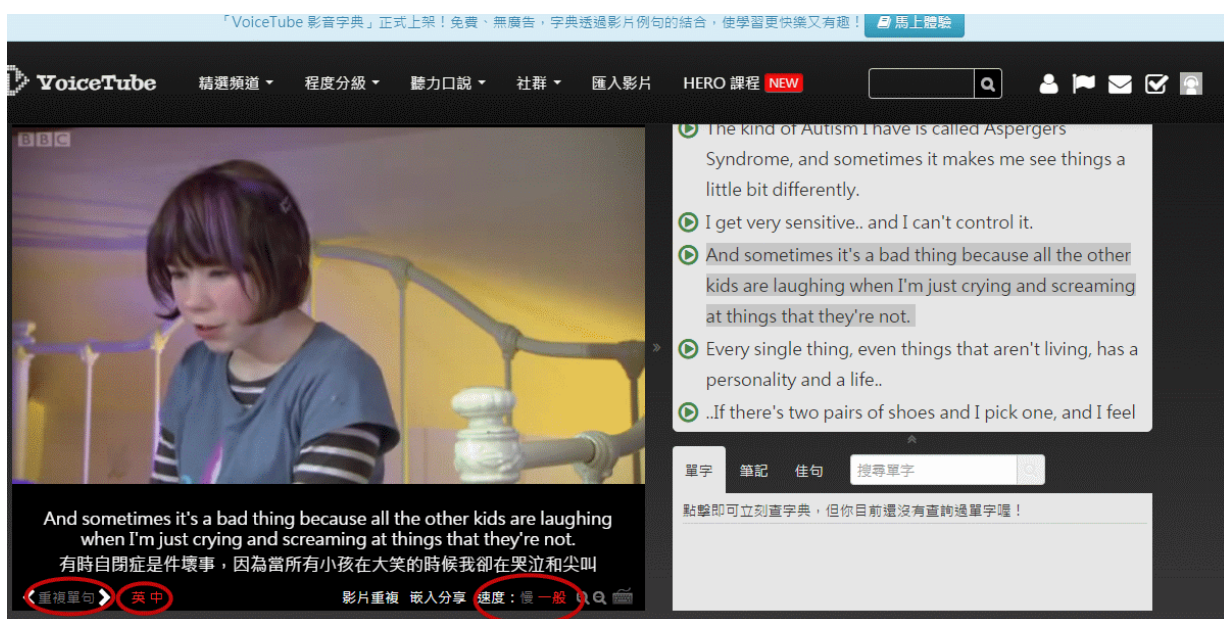 「VoiceTube 影音字典」正式上架！免費、無廣告，字典透過影片例句的結合，使學習更快樂又有趣！ 馬上體驗
VoiceTube 精選頻道 程度分級 聽力口說 社群 匯入影片 HERO 課程 NEW
BBC
The kind of Autism I have is called Aspergers
Syndrome, and sometimes it makes me see things a
little bit differently.
I get very sensitive.. and I can't control it.
And sometimes it's a bad thing because all the other
kids are laughing when I'm just crying and screaming
at things that they're not.
Every single thing, even things that aren't living, has a
personality and a life..
..If there's two pairs of shoes and I pick one, and I feel
單字 筆記 佳句 搜尋單字
點擊即可立刻查字典，但你目前還沒有查詢過單字喔！
And sometimes it's a bad thing because all the other kids are laughing
when I'm just crying and screaming at things that they're not.
有時自閉症是件壞事，因為當所有小孩在大笑的時候我卻在哭泣和尖叫
重複單句 英 中 影片重複 嵌入分享 速度：慢 一般